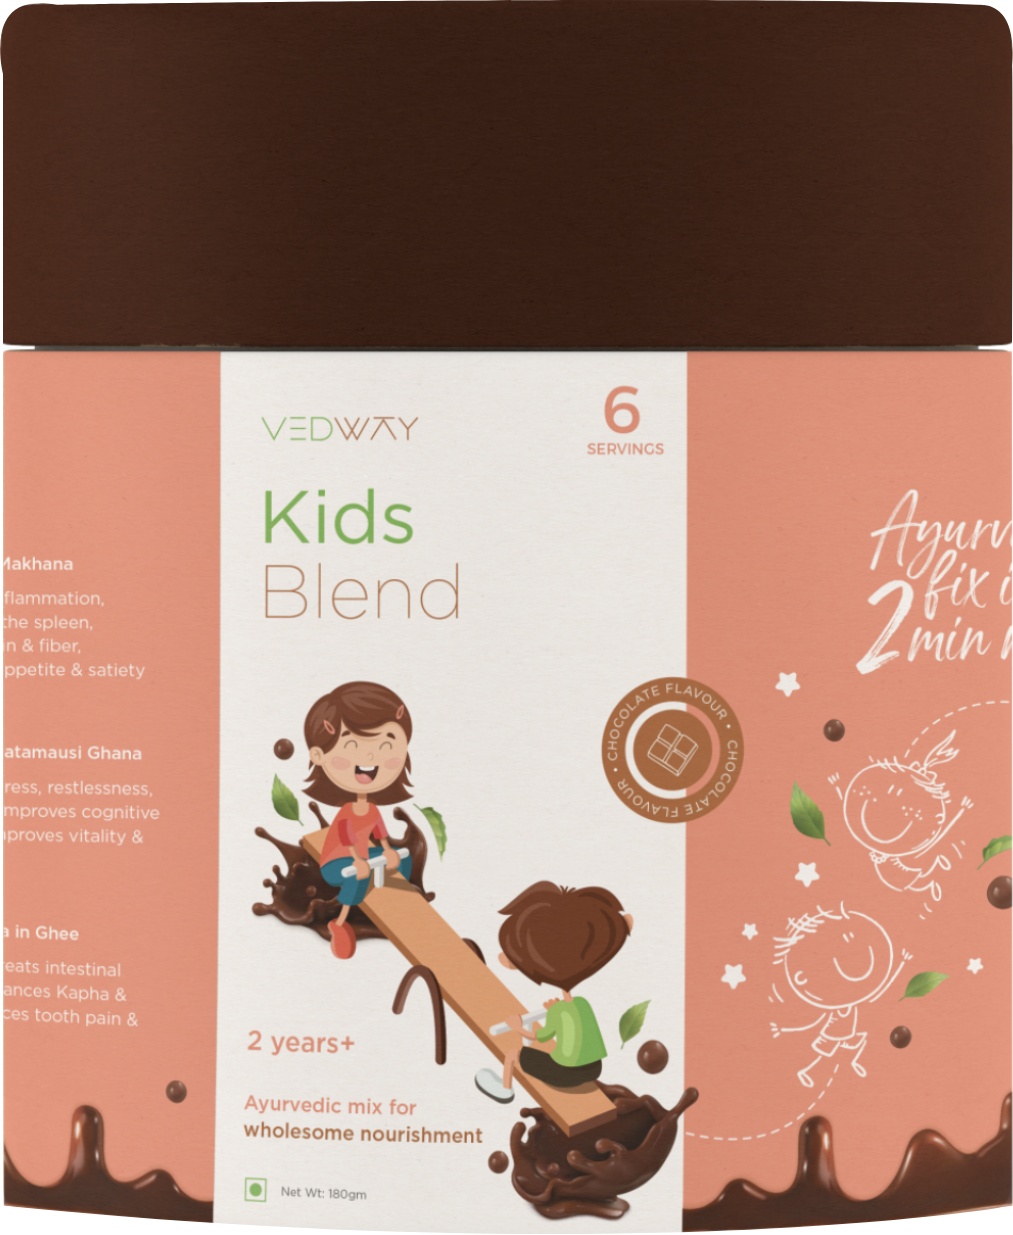 VEDWAY
6
SERVINGS
Kids
Blend
Makhana
flammation,
the spleen,
in & fiber,
ppetite & satiety
atamausi Ghana
ress, restlessness,
mproves cognitive
proves vitality &
a in Ghee
reats intestinal
ances Kapha &
ces tooth pain &
CHOCOLATE FLAVOUR • CHOCOLATE FLAVOUR •
2 years+
Ayurvedic mix for
wholesome nourishment
Net Wt: 180gm
Ayurv
fix i
2 min